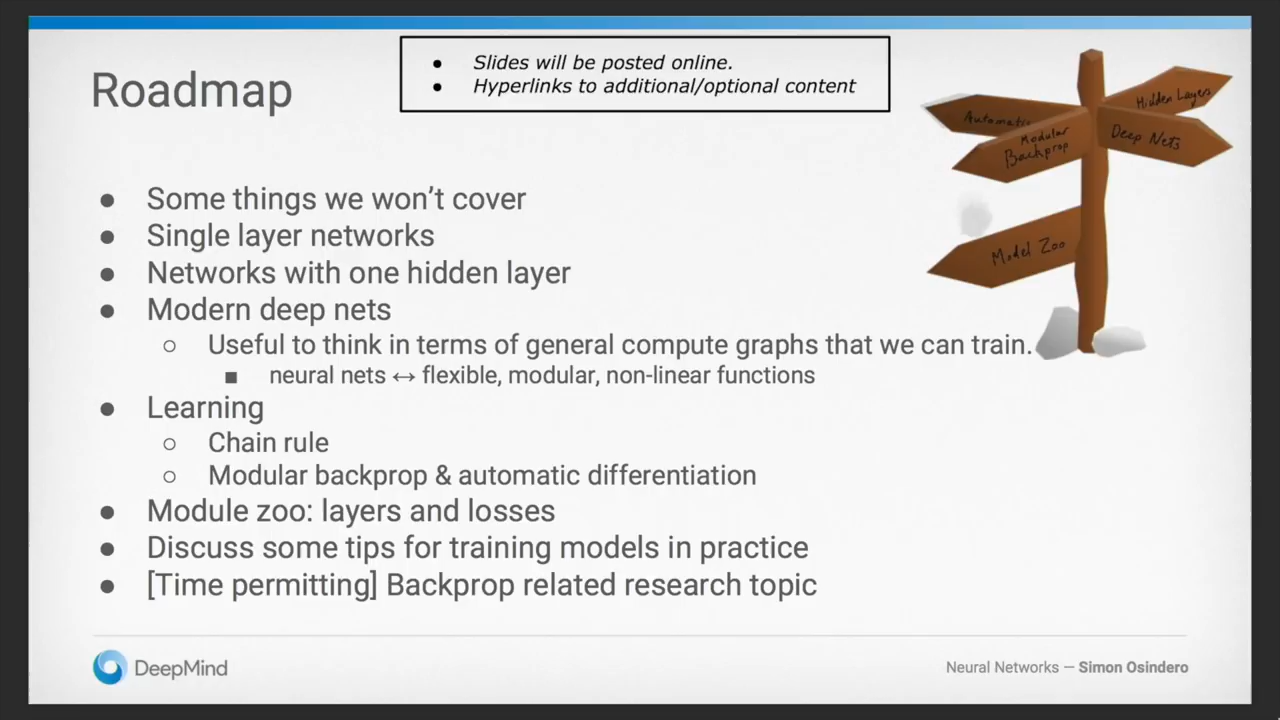 Roadmap
● Slides will be posted online.
● Hyperlinks to additional/optional content
Hidden Layers
Automatic
Modular
Backprop
Deep Nets
Model Zoo
● Some things we won’t cover
● Single layer networks
● Networks with one hidden layer
● Modern deep nets
○ Useful to think in terms of general compute graphs that we can train.
■ neural nets ↔ flexible, modular, non-linear functions
● Learning
○ Chain rule
○ Modular backprop & automatic differentiation
● Module zoo: layers and losses
● Discuss some tips for training models in practice
● [Time permitting] Backprop related research topic
DeepMind
Neural Networks — Simon Osindero